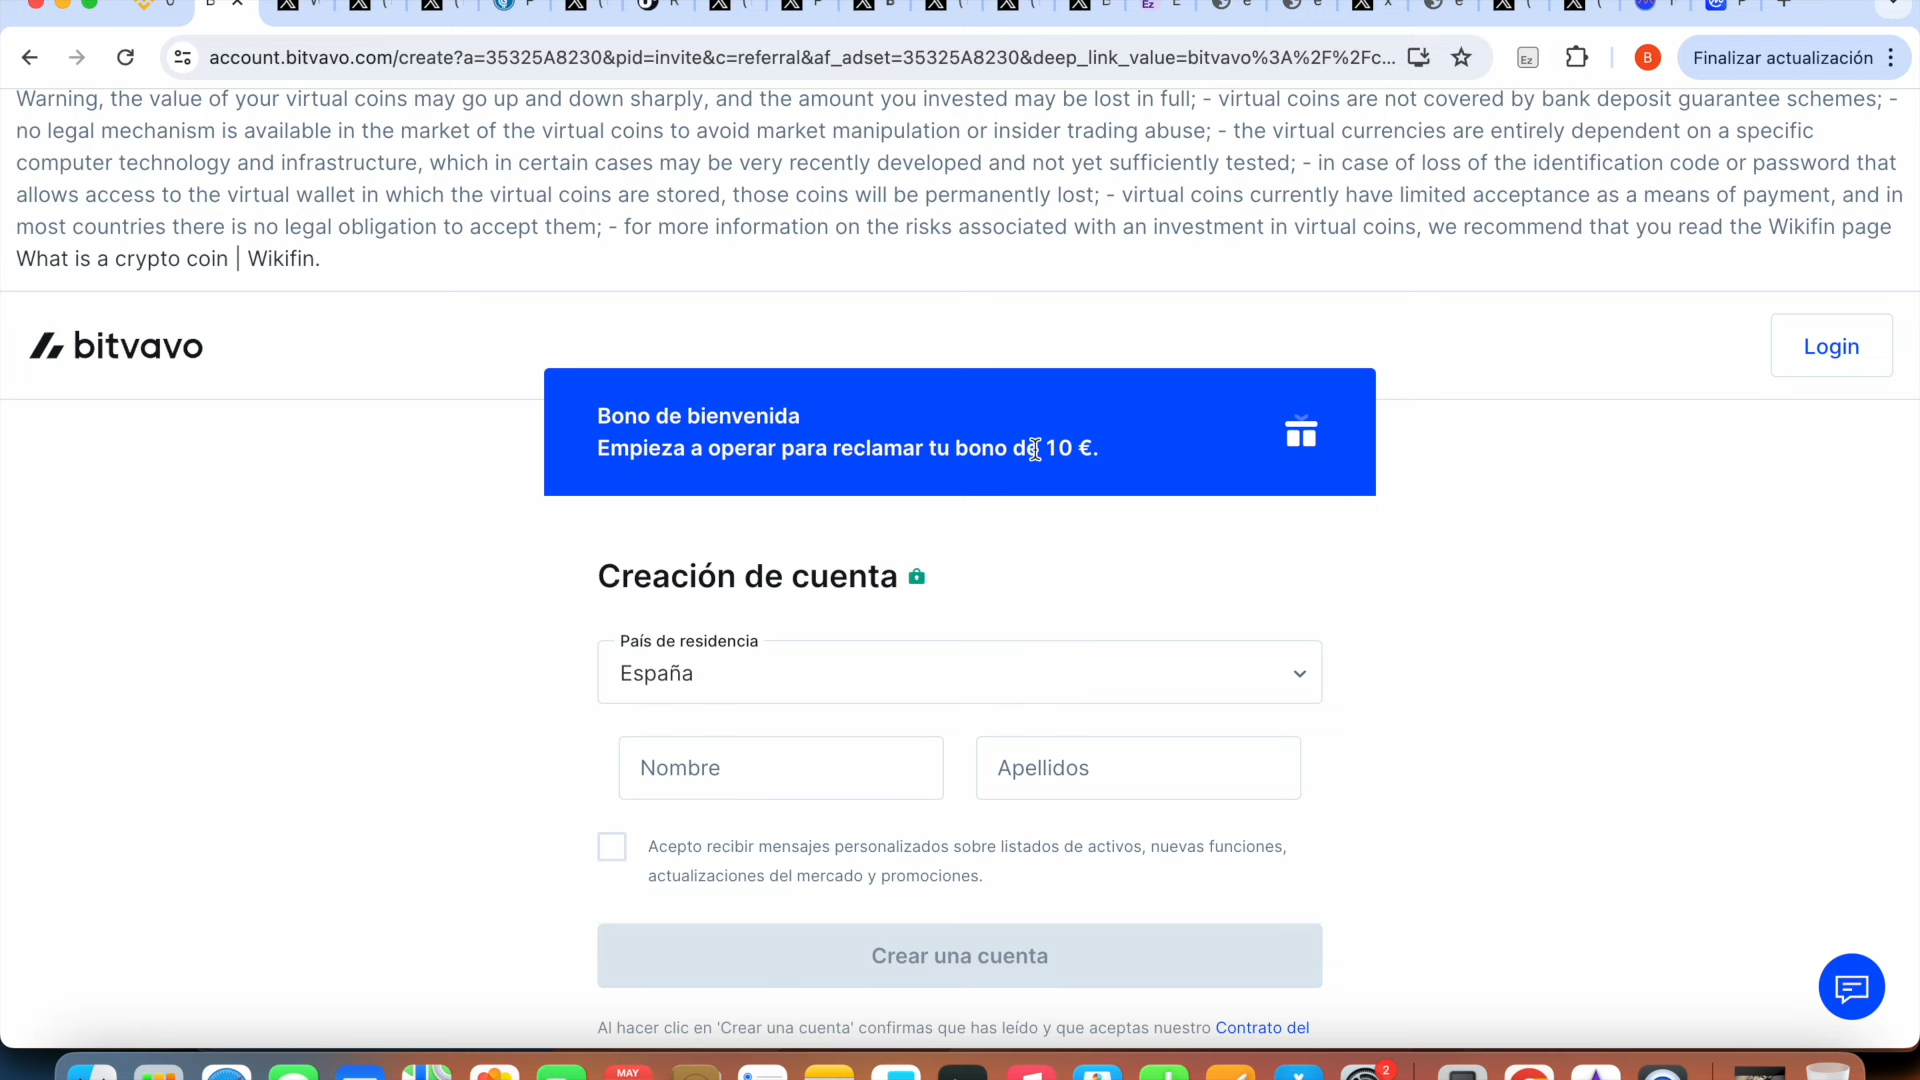 account.bitvavo.com/create?a=35325A8230&pid=invite&c=referral&af_adset=35325A8230&deep_link_value=bitvavo%3A%2F%2Fc...
Ez
B
Finalizar actualización
Warning, the value of your virtual coins may go up and down sharply, and the amount you invested may be lost in full; - virtual coins are not covered by bank deposit guarantee schemes; -
no legal mechanism is available in the market of the virtual coins to avoid market manipulation or insider trading abuse; - the virtual currencies are entirely dependent on a specific
computer technology and infrastructure, which in certain cases may be very recently developed and not yet sufficiently tested; - in case of loss of the identification code or password that
allows access to the virtual wallet in which the virtual coins are stored, those coins will be permanently lost; - virtual coins currently have limited acceptance as a means of payment, and in
most countries there is no legal obligation to accept them; - for more information on the risks associated with an investment in virtual coins, we recommend that you read the Wikifin page
What is a crypto coin | Wikifin.
bitvavo
Login
Bono de bienvenida
Empieza a operar para reclamar tu bono de 10 €.
Creación de cuenta
País de residencia
España
Nombre
Apellidos
Acepto recibir mensajes personalizados sobre listados de activos, nuevas funciones,
actualizaciones del mercado y promociones.
Crear una cuenta
Al hacer clic en 'Crear una cuenta' confirmas que has leído y que aceptas nuestro Contrato del
MAY
2